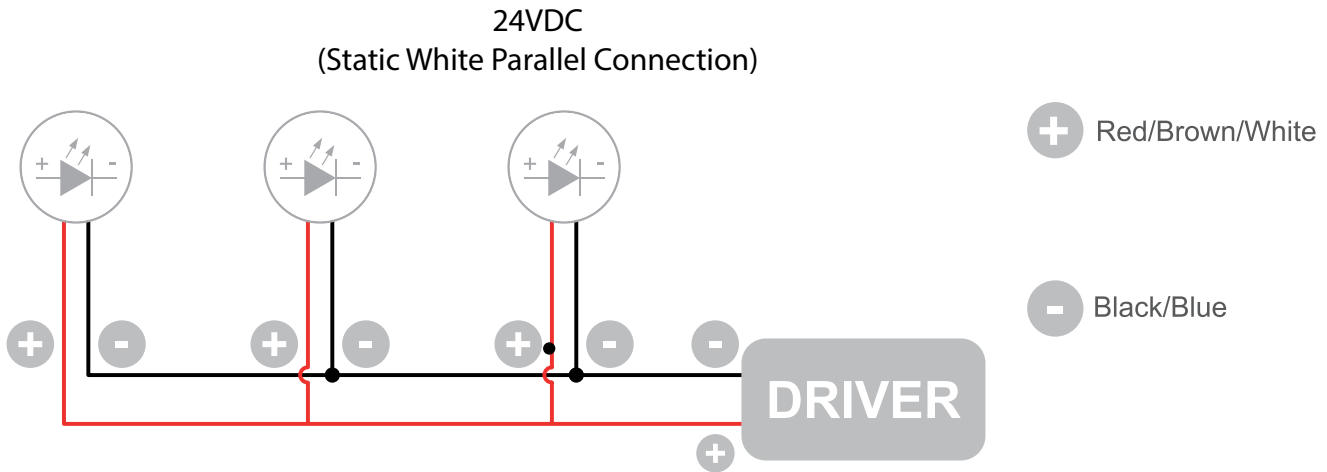 24VDC
(Static White Parallel Connection)
+ -
+ -
+ -
+ Red/Brown/White
+ -
+ -
+ -
-
- Black/Blue
DRIVER
+